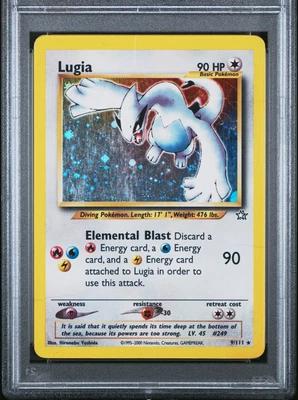 Lugia
90 HP
Basic Pokémon
Diving Pokémon. Length: 17' 1", Weight: 476 lbs.
Elemental Blast Discard a
Energy card, a Energy
card, and a Energy card
attached to Lugia in order to
use this attack.
90
weakness
resistance
retreat cost
-30
It is said that it quietly spends its time deep at the bottom of
the sea, because its powers are too strong. LV. 45 #249
Illus. Hironobu Yoshida
©1995-2000 Nintendo, Creatures, GAMEFREAK.
9/111 ★